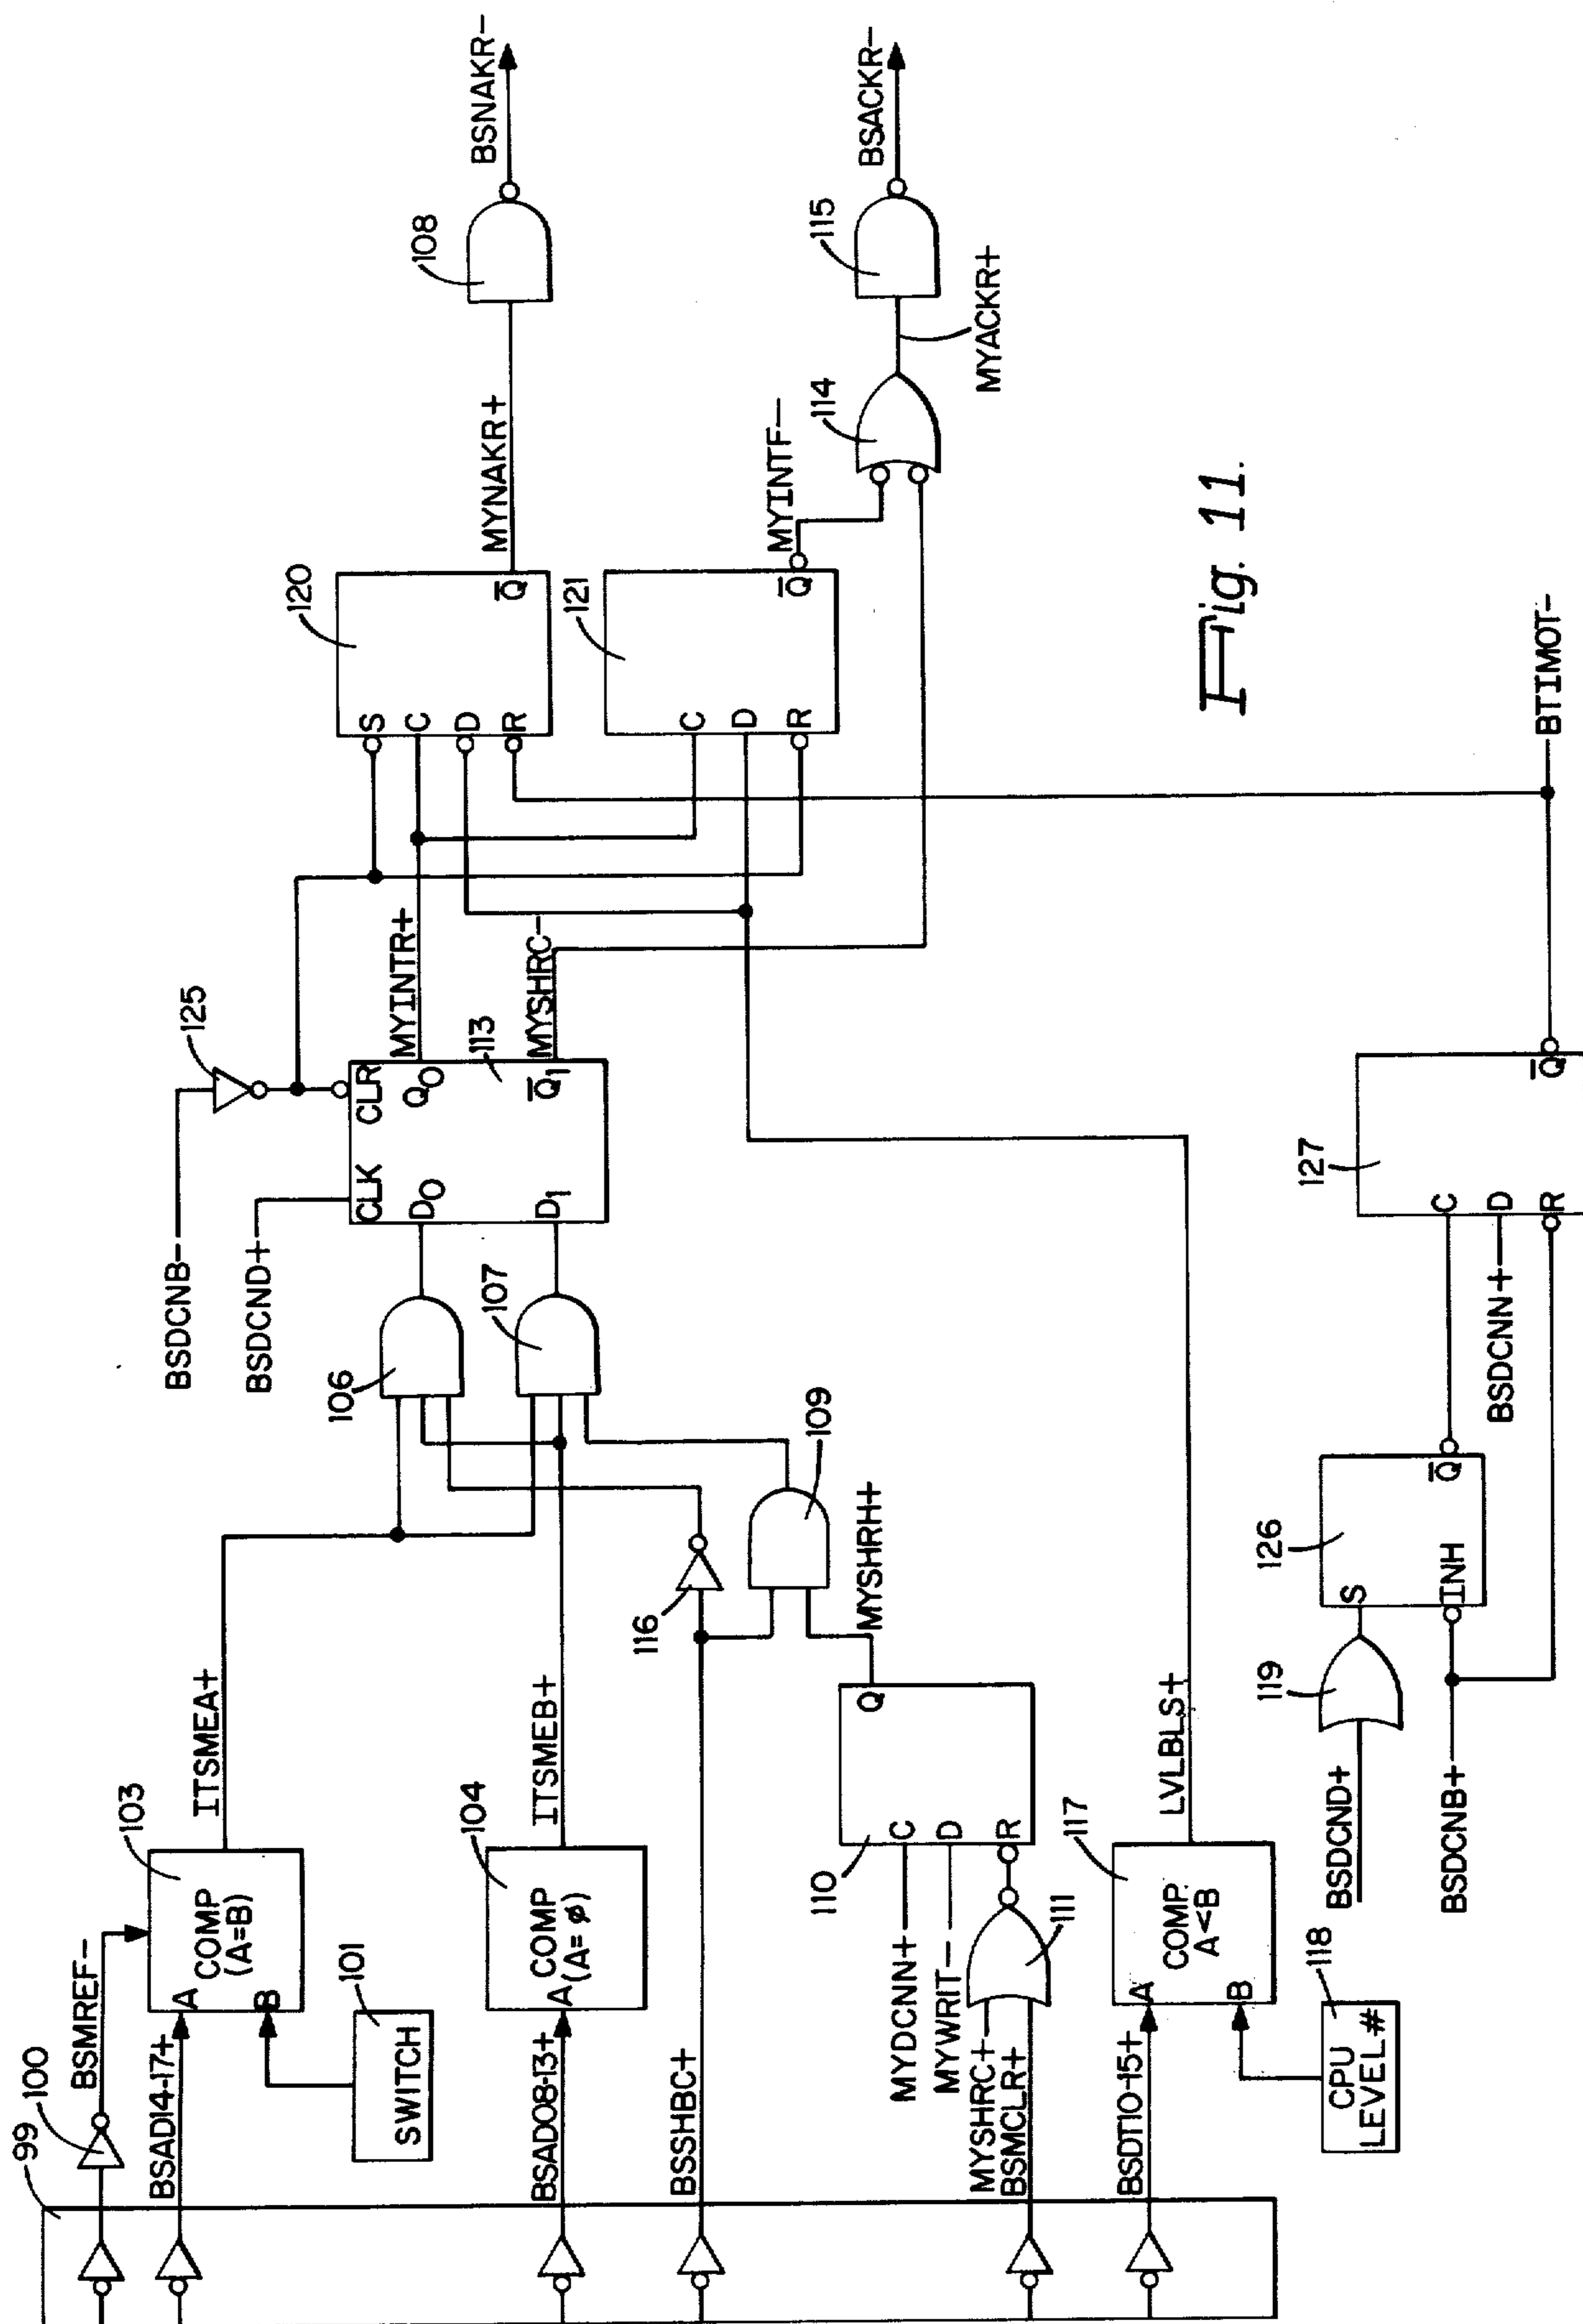 99
100
BSMREF-
BSAD14-17+
103
A
COMP
(A=B)
B
101
SWITCH
ITSMEA+
104
COMP
A(A=ϕ)
BSAD08-13+
ITSMEB+
BSSHBC+
116
109
MYSHRH+
110
C
D
R
Q
MYDCNN+
MYWRIT-
MYSHRC+
BSMCLR+
111
BSDT10-15+
117
A
COMP.
A<B
B
118
CPU
LEVEL#
LVLBLS+
106
107
BSDCNB-
BSDCND+
125
CLK
CLR
D0
Q0
D1
Q̅1
113
MYINTR+
MYSHRC-
120
S
C
D
R
Q̅
MYNAKR+
108
BSNAKR-
121
C
D
R
Q̅
MYINTF-
114
MYACKR+
115
BSACKR-
BSDCND+
119
BSDCNB+
126
S
INH
Q̅
BSDCNN+
127
C
D
R
Q̅
BTIMOT-
Fig. 11.